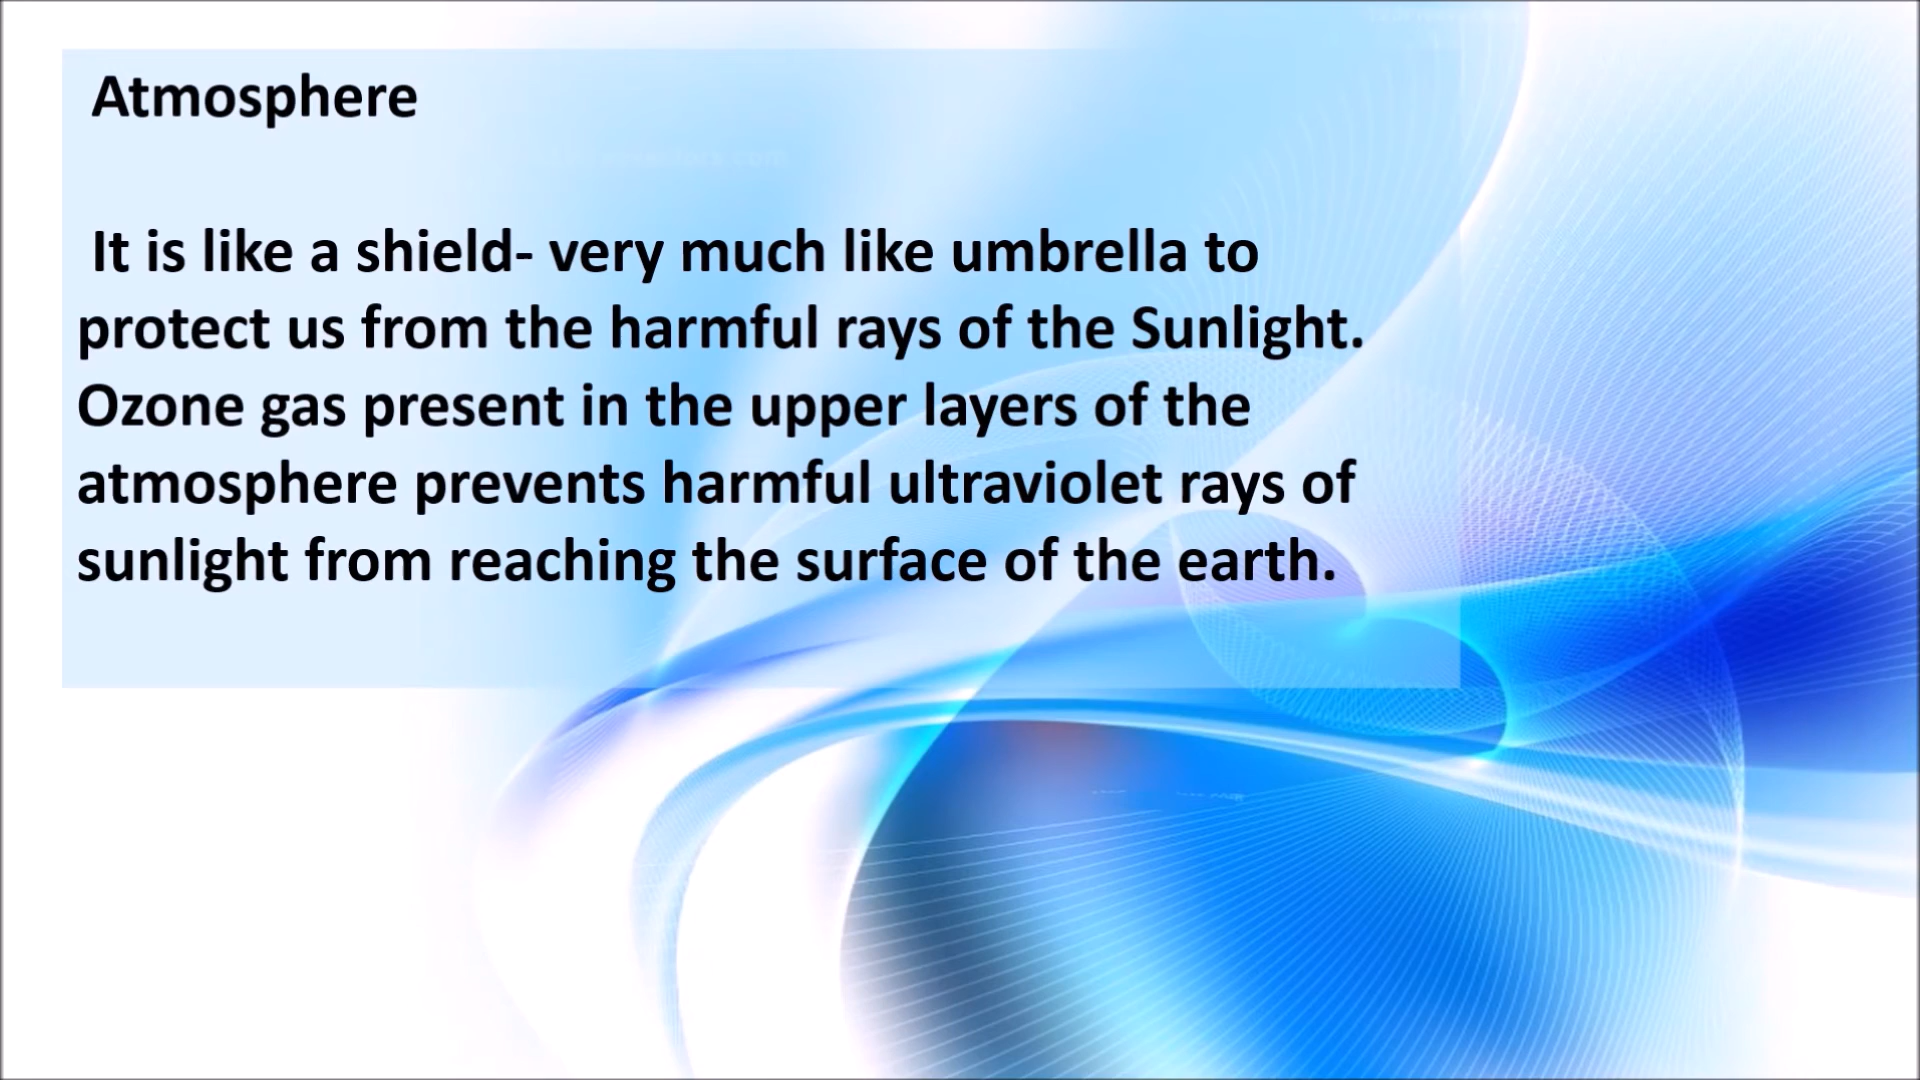 Atmosphere
It is like a shield- very much like umbrella to
protect us from the harmful rays of the Sunlight.
Ozone gas present in the upper layers of the
atmosphere prevents harmful ultraviolet rays of
sunlight from reaching the surface of the earth.